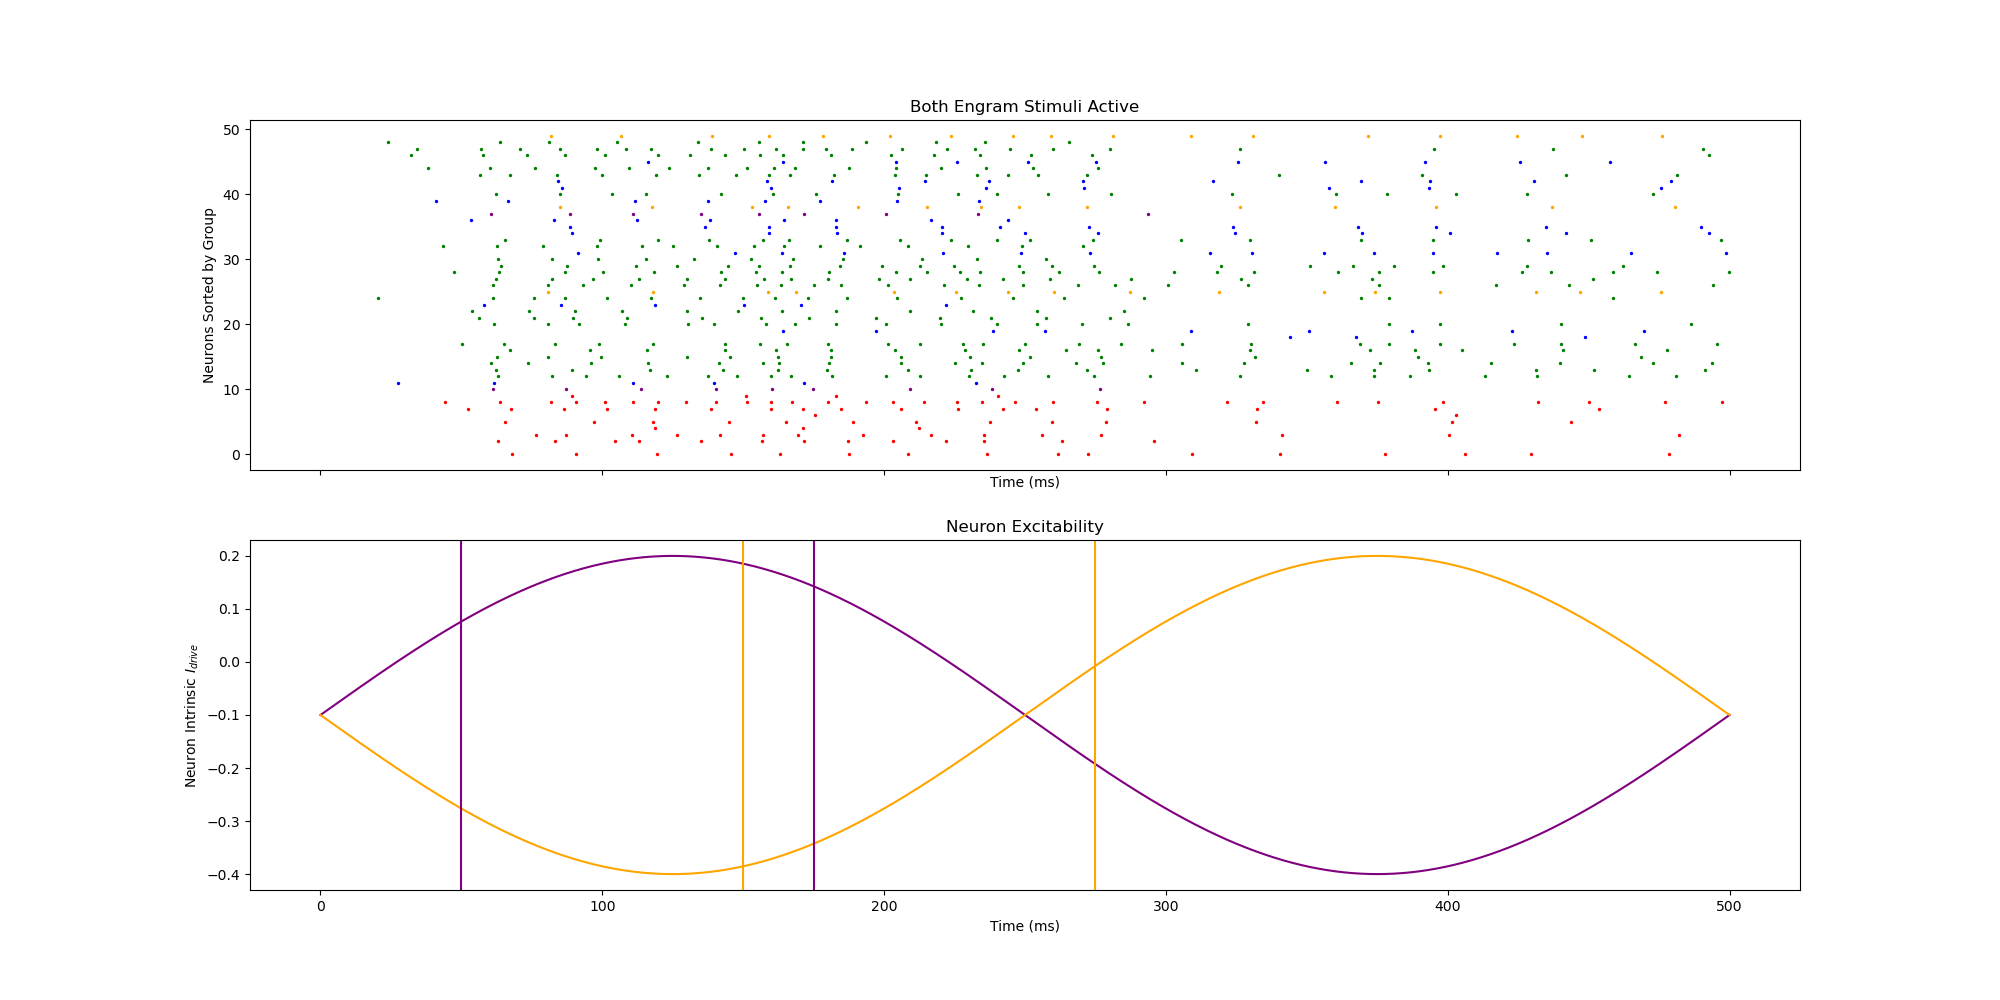 Both Engram Stimuli Active
Neurons Sorted by Group
50
40
30
20
10
0
Time (ms)
Neuron Excitability
Neuron Intrinsic I_drive
0.2
0.1
0.0
−0.1
−0.2
−0.3
−0.4
0 100 200 300 400 500
Time (ms)